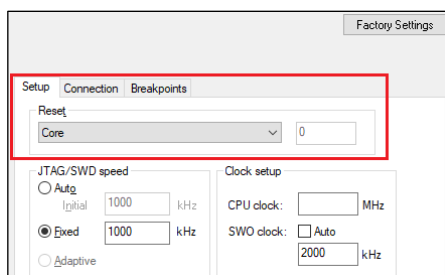 Factory Settings
Setup Connection Breakpoints
Reset
Core 0
JTAG/SWD speed Clock setup
Auto
Initial 1000 kHz CPU clock: MHz
Fixed 1000 kHz SWO clock: Auto
2000 kHz
Adaptive